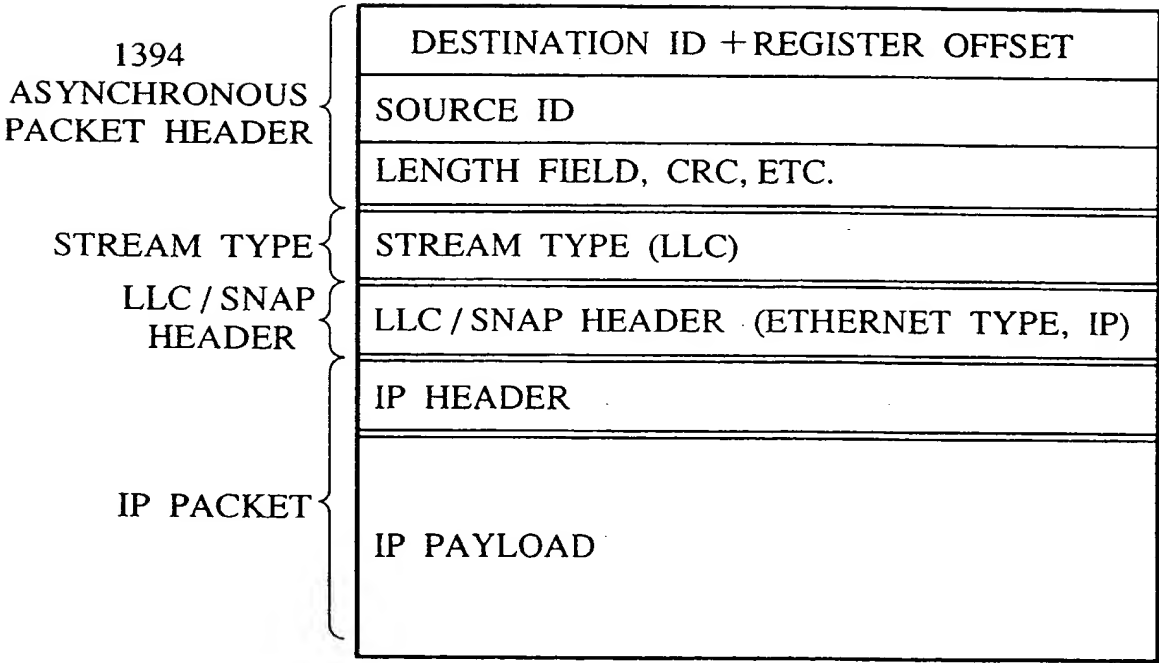 1394
ASYNCHRONOUS
PACKET HEADER
DESTINATION ID +REGISTER OFFSET
SOURCE ID
LENGTH FIELD, CRC, ETC.
STREAM TYPE
STREAM TYPE (LLC)
LLC / SNAP
HEADER
LLC / SNAP HEADER (ETHERNET TYPE, IP)
IP PACKET
IP HEADER
IP PAYLOAD